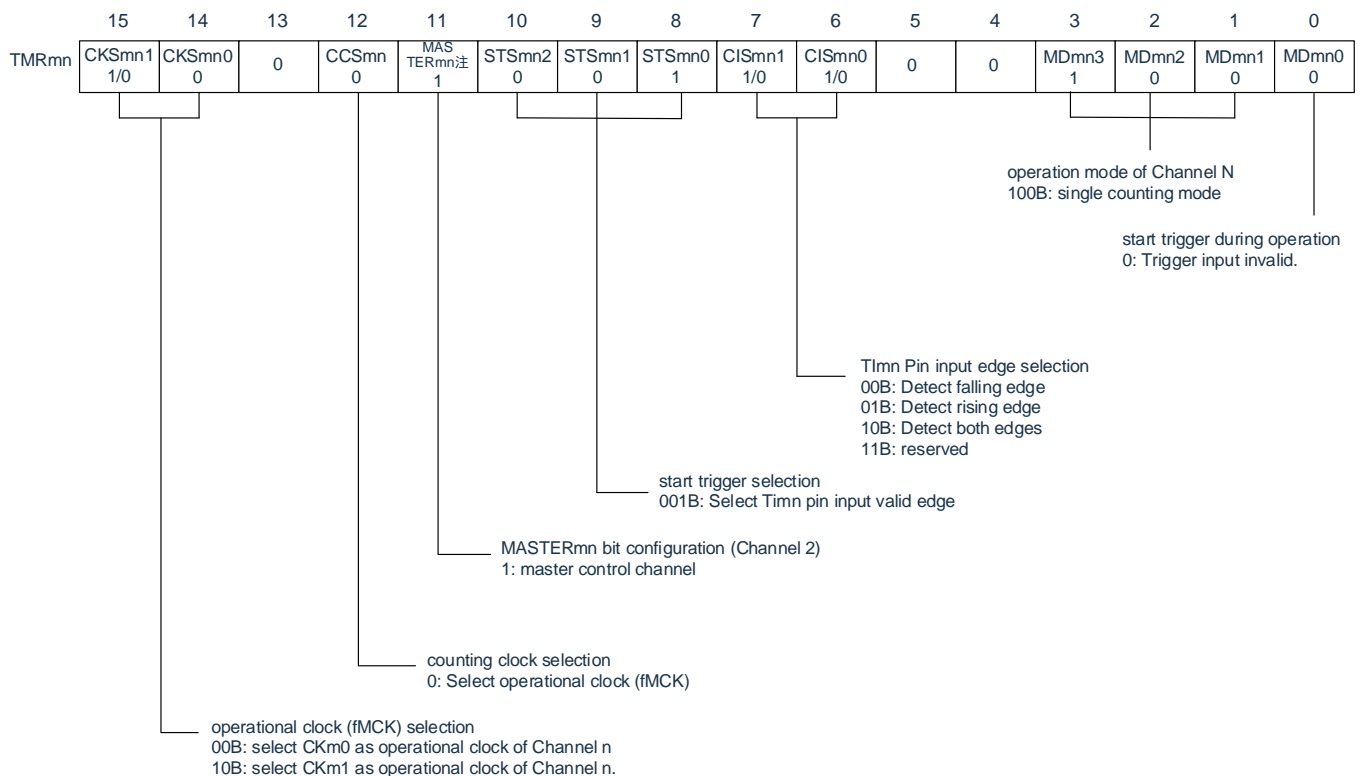 15 14 13 12 11 10 9 8 7 6 5 4 3 2 1 0
TMRmn CKSmn1 CKSmn0 0 CCSmn MAS TERmn注 STSmn2 STSmn1 STSmn0 CISmn1 CISmn0 0 0 MDmn3 MDmn2 MDmn1 MDmn0
1/0 0 0 1 0 0 1 1/0 1/0 1 0 0 0
operation mode of Channel N
100B: single counting mode
start trigger during operation
0: Trigger input invalid.
TImn Pin input edge selection
00B: Detect falling edge
01B: Detect rising edge
10B: Detect both edges
11B: reserved
start trigger selection
001B: Select Timn pin input valid edge
MASTERmn bit configuration (Channel 2)
1: master control channel
counting clock selection
0: Select operational clock (fMCK)
operational clock (fMCK) selection
00B: select CKm0 as operational clock of Channel n
10B: select CKm1 as operational clock of Channel n.